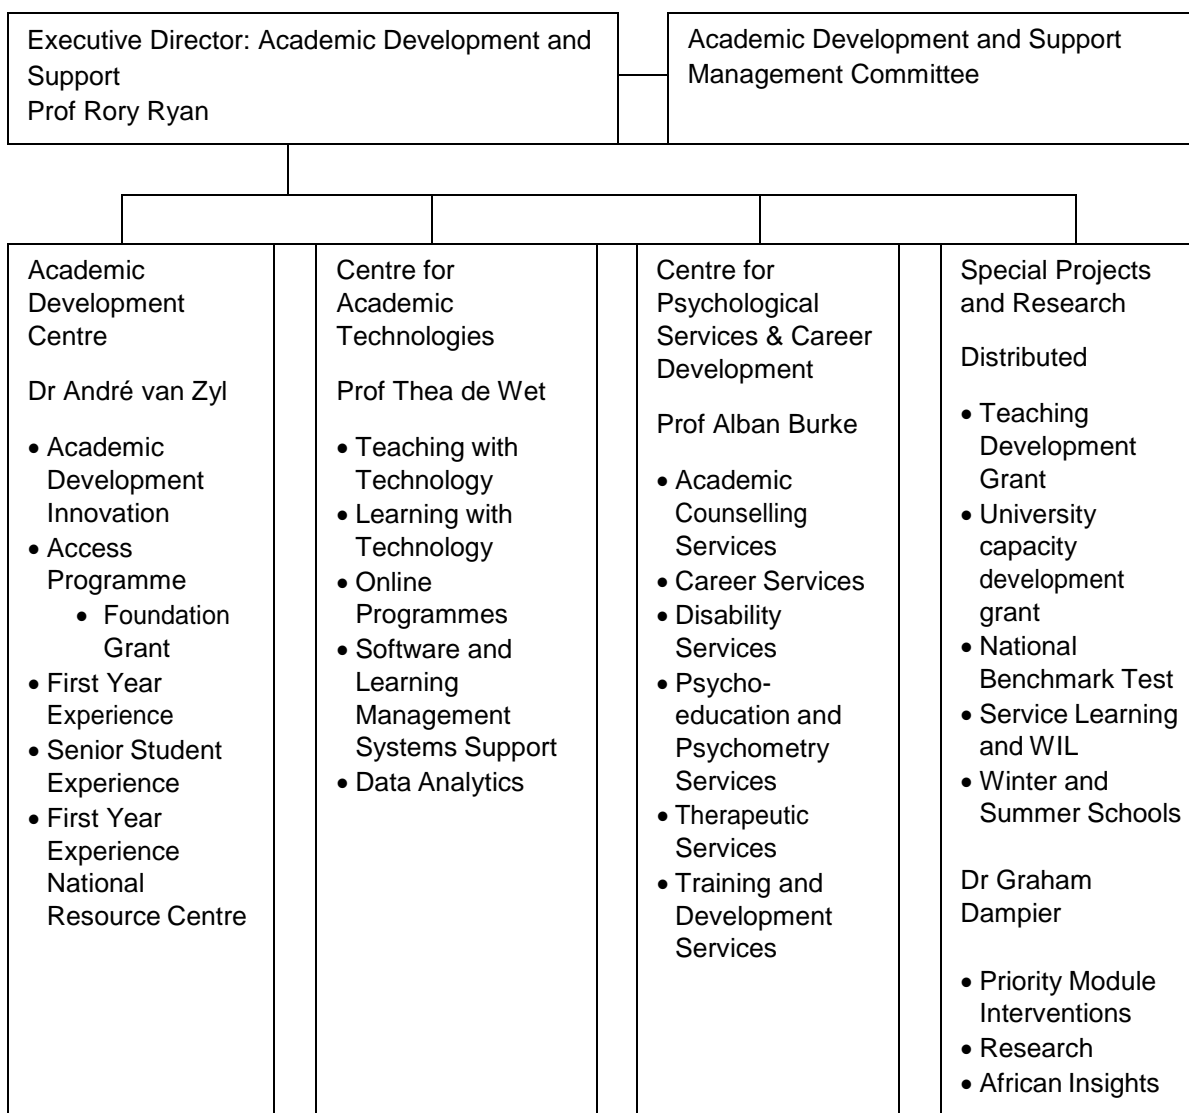 Executive Director: Academic Development and
Support
Prof Rory Ryan
Academic Development and Support
Management Committee
Academic
Development
Centre
Dr André van Zyl
• Academic
Development
Innovation
• Access
Programme
• Foundation
Grant
• First Year
Experience
• Senior Student
Experience
• First Year
Experience
National
Resource Centre
Centre for
Academic
Technologies
Prof Thea de Wet
• Teaching with
Technology
• Learning with
Technology
• Online
Programmes
• Software and
Learning
Management
Systems Support
• Data Analytics
Centre for
Psychological
Services & Career
Development
Prof Alban Burke
• Academic
Counselling
Services
• Career Services
• Disability
Services
• Psycho-
education and
Psychometry
Services
• Therapeutic
Services
• Training and
Development
Services
Special Projects
and Research
Distributed
• Teaching
Development
Grant
• University
capacity
development
grant
• National
Benchmark Test
• Service Learning
and WIL
• Winter and
Summer Schools
Dr Graham
Dampier
• Priority Module
Interventions
• Research
• African Insights